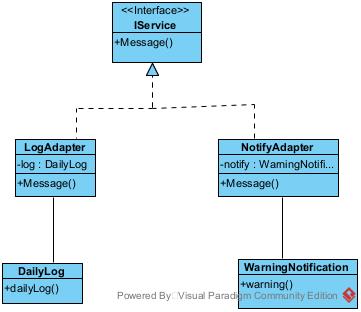 <<Interface>>
IService
+Message()
LogAdapter
-log : DailyLog
+Message()
NotifyAdapter
-notify : WarningNotifi...
+Message()
DailyLog
+dailyLog()
WarningNotification
+warning()
Powered By Visual Paradigm Community Edition